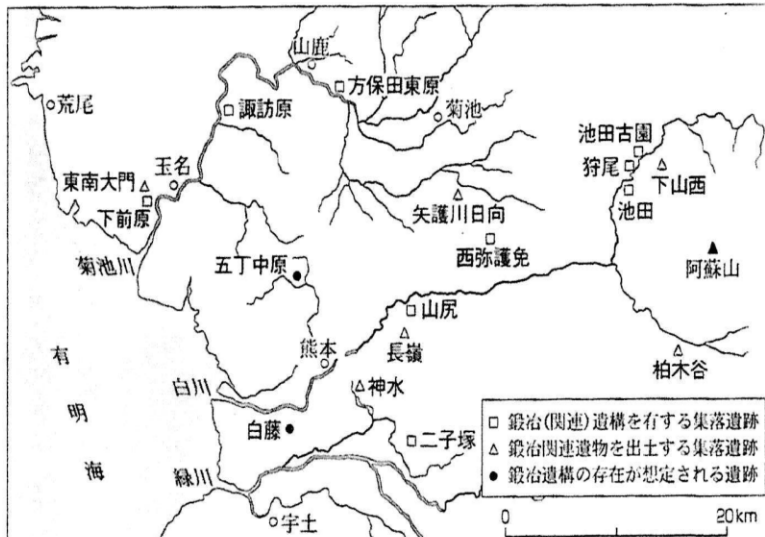 山鹿
方保田東原
荒尾
諏訪原
菊池
池田古園
玉名
狩尾
東南大門
下山西
下前原
池田
矢護川日向
菊池川
五丁中原
西弥護免
阿蘇山
山尻
有明海
熊本
長嶺
柏木谷
白川
神水
白藤
二子塚
緑川
宇土
□ 鍛冶(関連)遺構を有する集落遺跡
△ 鍛冶関連遺物を出土する集落遺跡
● 鍛冶遺構の存在が想定される遺跡
0 20km